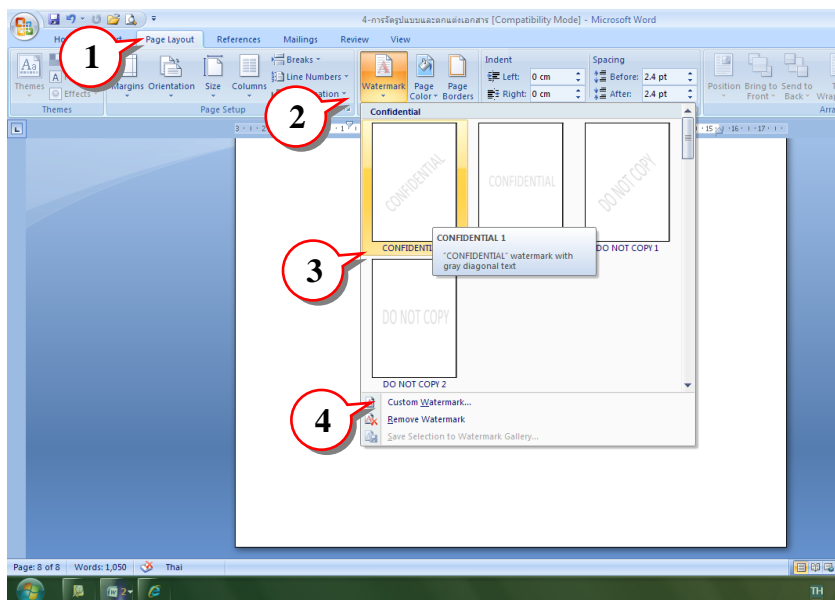 4-การจัดรูปแบบและตกแต่งเอกสาร [Compatibility Mode] - Microsoft Word
Page Layout References Mailings Review View
1
Themes
Effects
Themes
Margins Orientation Size Columns
Breaks
Line Numbers
Page Setup
Watermark Page Color Page Borders
Indent
Left: 0 cm
Right: 0 cm
Spacing
Before: 2.4 pt
After: 2.4 pt
Position Bring to Front Send to Back
2
Confidential
CONFIDENTIAL
CONFIDENTIAL
DO NOT COPY
3
DO NOT COPY 1
CONFIDENTIAL 1
"CONFIDENTIAL" watermark with
gray diagonal text
DO NOT COPY
DO NOT COPY 2
4
Custom Watermark...
Remove Watermark
Save Selection to Watermark Gallery...
Page: 8 of 8 Words: 1,050 Thai
2
TH